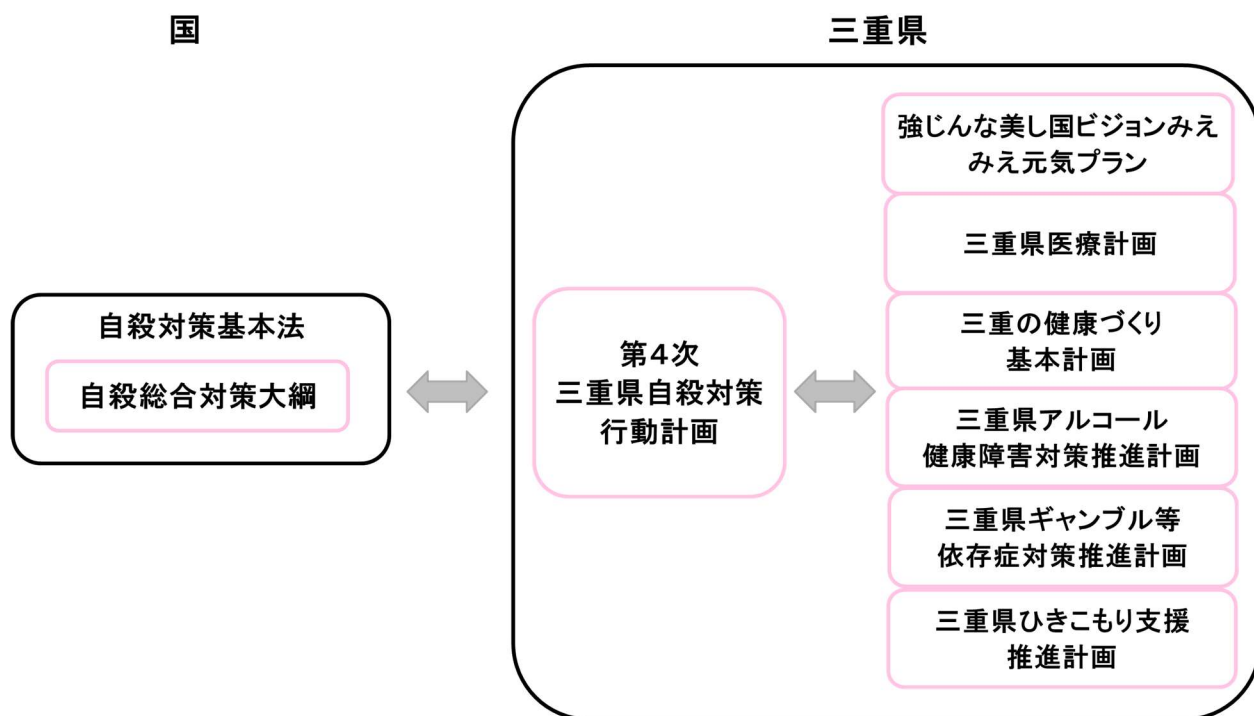 国
三重県
自殺対策基本法
自殺総合対策大綱
第4次
三重県自殺対策
行動計画
強じんな美し国ビジョンみえ
みえ元気プラン
三重県医療計画
三重の健康づくり
基本計画
三重県アルコール
健康障害対策推進計画
三重県ギャンブル等
依存症対策推進計画
三重県ひきこもり支援
推進計画